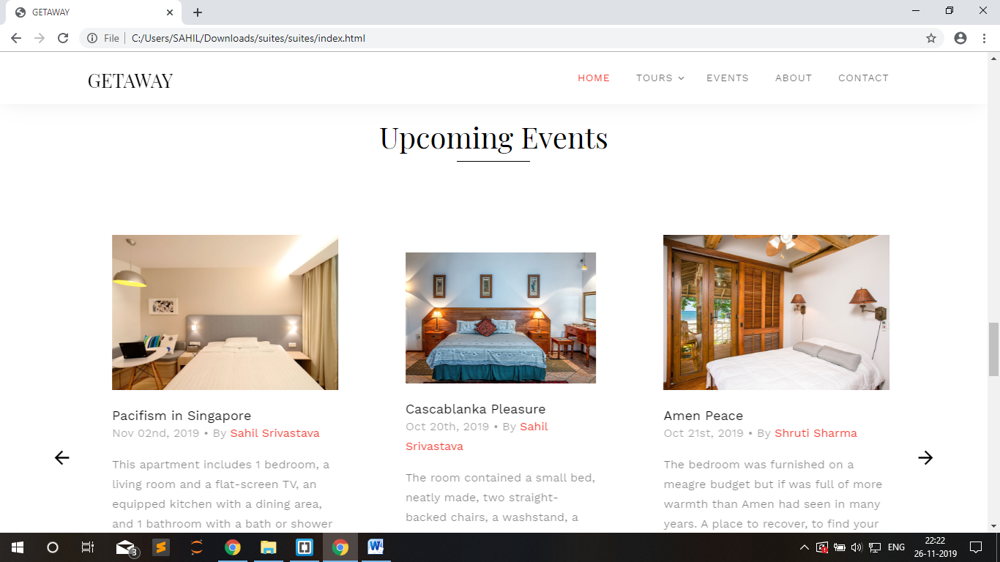 GETAWAY
File C:/Users/SAHIL/Downloads/suites/suites/index.html
GETAWAY
HOME TOURS EVENTS ABOUT CONTACT
Upcoming Events
Pacifism in Singapore
Nov 02nd, 2019 • By Sahil Srivastava
This apartment includes 1 bedroom, a
living room and a flat-screen TV, an
equipped kitchen with a dining area,
and 1 bathroom with a bath or shower
Cascablanka Pleasure
Oct 20th, 2019 • By Sahil
Srivastava
The room contained a small bed,
neatly made, two straight-
backed chairs, a washstand, a
Amen Peace
Oct 21st, 2019 • By Shruti Sharma
The bedroom was furnished on a
meagre budget but if was full of more
warmth than Amen had seen in many
years. A place to recover, to find your
3
ENG
22:22
26-11-2019